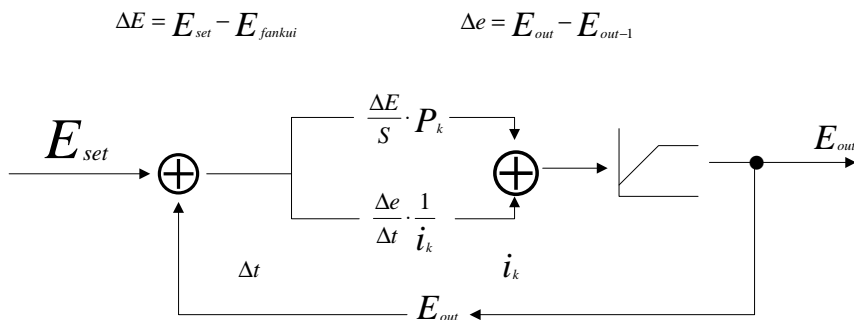 ΔE = E_set − E_fankui
Δe = E_out − E_out−1
E_set
ΔE/S · P_k
E_out
Δe/Δt · 1/i_k
Δt
i_k
E_out